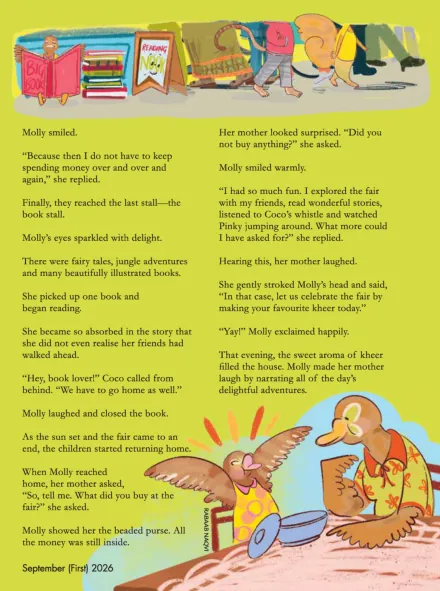 BIG
BOOK
READING
NOOK
Molly smiled.
“Because then I do not have to keep
spending money over and over and
again,” she replied.
Finally, they reached the last stall—the
book stall.
Molly’s eyes sparkled with delight.
There were fairy tales, jungle adventures
and many beautifully illustrated books.
She picked up one book and
began reading.
She became so absorbed in the story that
she did not even realise her friends had
walked ahead.
“Hey, book lover!” Coco called from
behind. “We have to go home as well.”
Molly laughed and closed the book.
As the sun set and the fair came to an
end, the children started returning home.
When Molly reached
home, her mother asked,
“So, tell me. What did you buy at the
fair?” she asked.
Molly showed her the beaded purse. All
the money was still inside.
Her mother looked surprised. “Did you
not buy anything?” she asked.
Molly smiled warmly.
“I had so much fun. I explored the fair
with my friends, read wonderful stories,
listened to Coco’s whistle and watched
Pinky jumping around. What more could
I have asked for?” she replied.
Hearing this, her mother laughed.
She gently stroked Molly’s head and said,
“In that case, let us celebrate the fair by
making your favourite kheer today.”
“Yay!” Molly exclaimed happily.
That evening, the sweet aroma of kheer
filled the house. Molly made her mother
laugh by narrating all of the day’s
delightful adventures.
RABAAB NAQVI
September (First) 2026